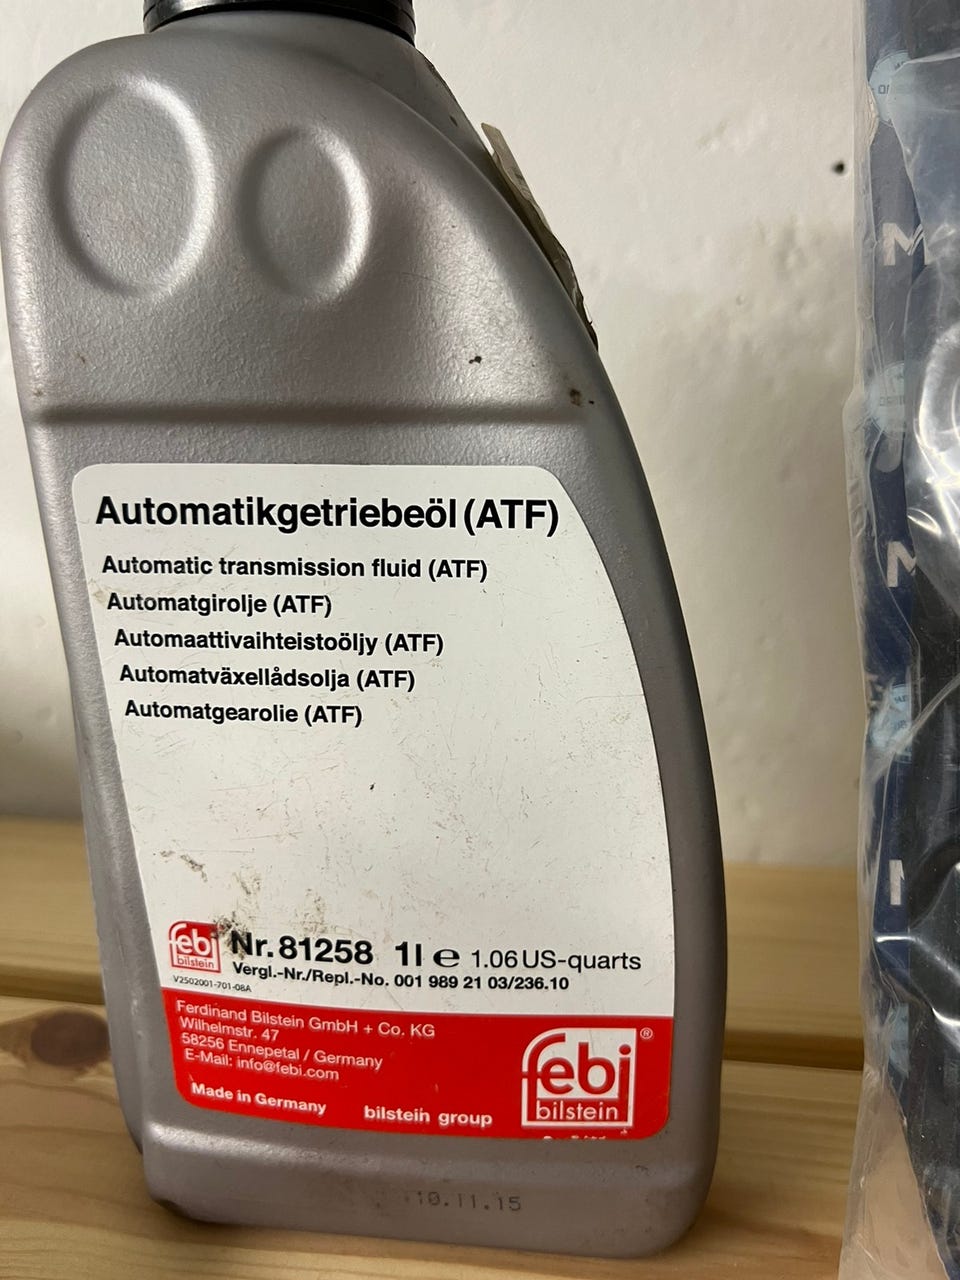 Automatikgetriebeöl (ATF)
Automatic transmission fluid (ATF)
Automatgirolje (ATF)
Automaattivaihteistoöljy (ATF)
Automatväxellådsolja (ATF)
Automatgearolie (ATF)
febi
bilstein
Nr. 81258 1l e 1.06 US-quarts
Vergl.-Nr./Repl.-No. 001 989 21 03/236.10
V2502001-701-08A
Ferdinand Bilstein GmbH + Co. KG
Wilhelmstr. 47
58256 Ennepetal / Germany
E-Mail: info@febi.com
Made in Germany
bilstein group
febi®
bilstein
10.11.15
M
M